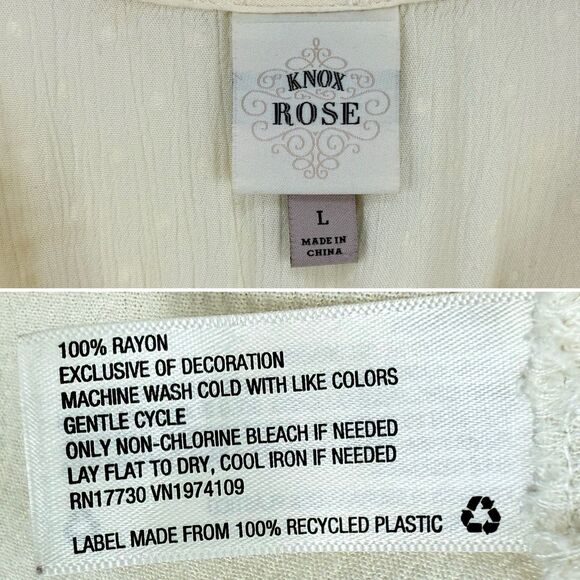 KNOX
ROSE
L
MADE IN
CHINA
100% RAYON
EXCLUSIVE OF DECORATION
MACHINE WASH COLD WITH LIKE COLORS
GENTLE CYCLE
ONLY NON-CHLORINE BLEACH IF NEEDED
LAY FLAT TO DRY, COOL IRON IF NEEDED
RN17730 VN1974109
LABEL MADE FROM 100% RECYCLED PLASTIC